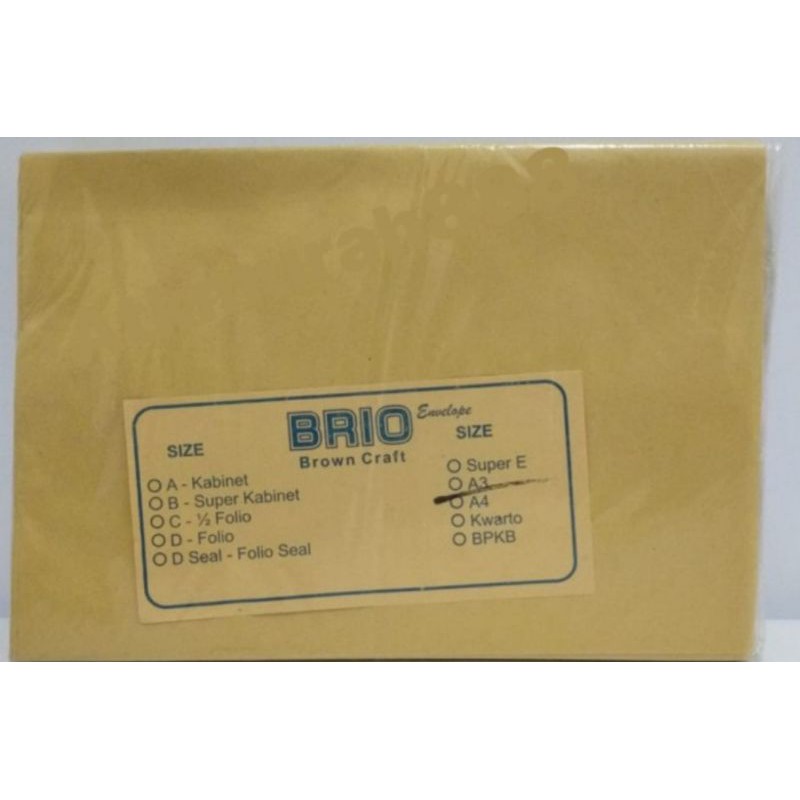 BRIO Envelope
Brown Craft
SIZE
A - Kabinet
B - Super Kabinet
C - ½ Folio
D - Folio
D Seal - Folio Seal
SIZE
Super E
A3
A4
Kwarto
BPKB